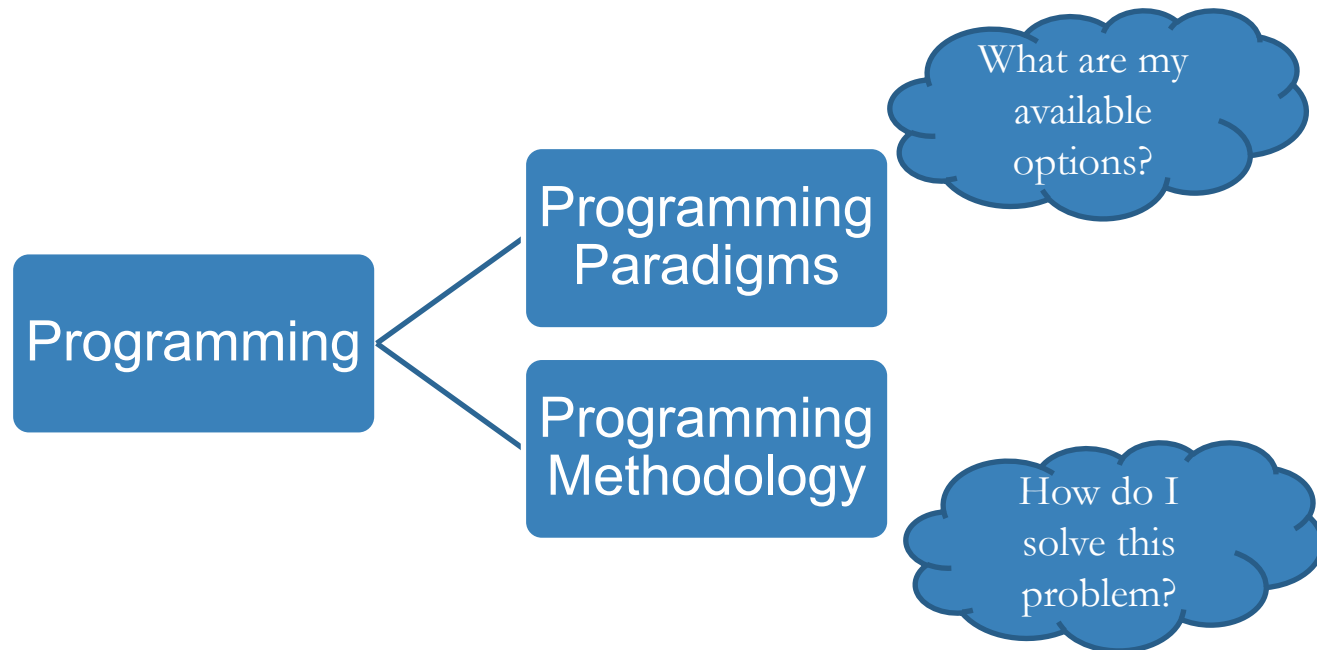 What are my
available
options?
Programming
Paradigms
Programming
Programming
Methodology
How do I
solve this
problem?